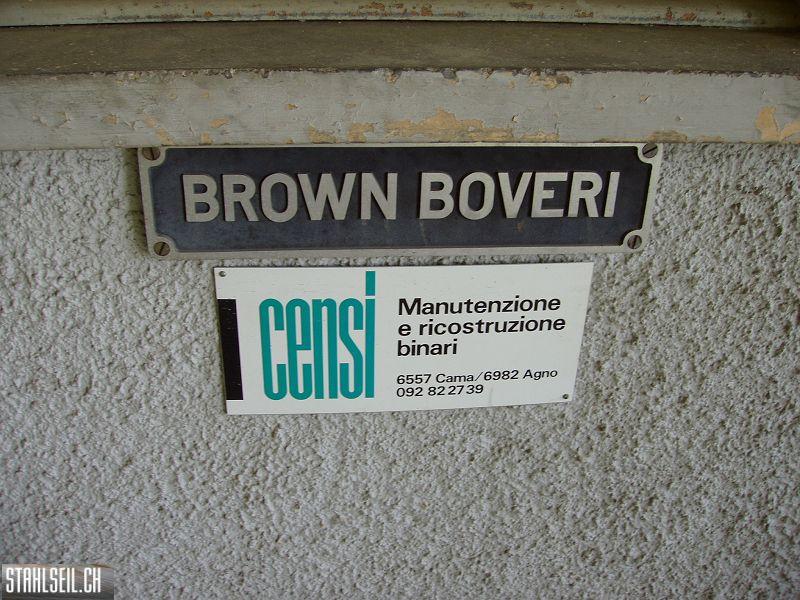 BROWN BOVERI
censi
Manutenzione
e ricostruzione
binari
6557 Cama/6982 Agno
092 82 27 39
STAHLSEIL.CH